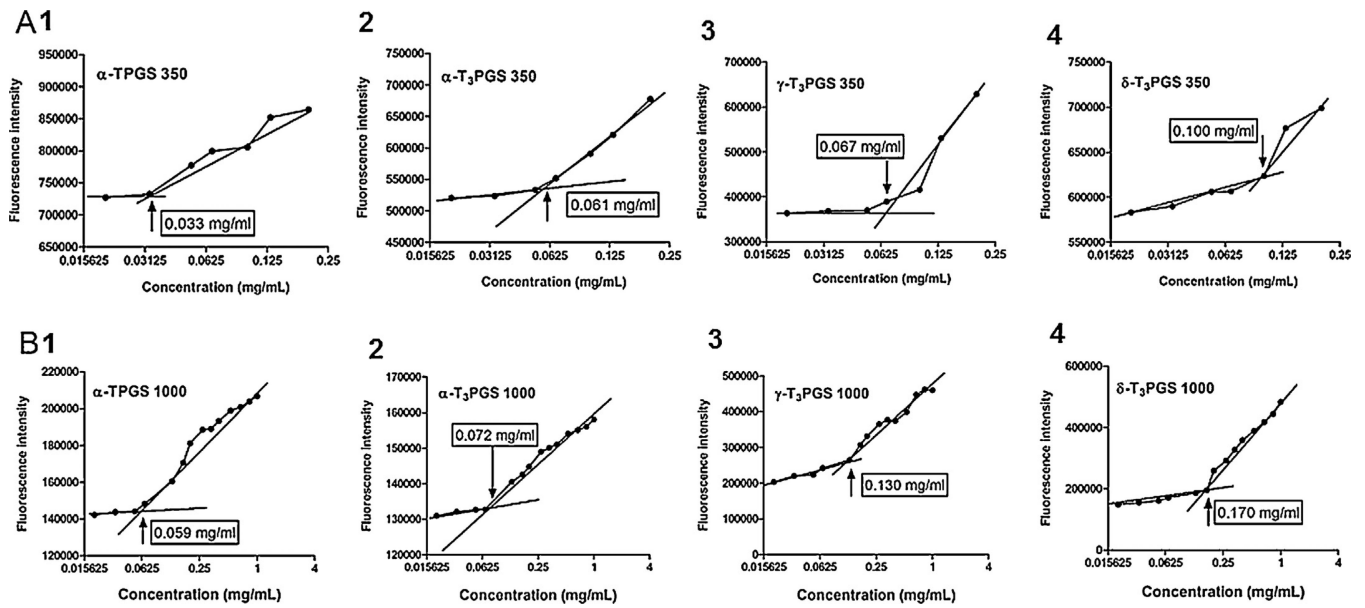 A1
α-TPGS 350
Fluorescence intensity
950000
900000
850000
800000
750000
700000
650000
0.033 mg/ml
0.015625 0.03125 0.0625 0.125 0.25
Concentration (mg/mL)
2
α-T₃PGS 350
Fluorescence intensity
750000
700000
650000
600000
550000
500000
450000
0.061 mg/ml
0.015625 0.03125 0.0625 0.125 0.25
Concentration (mg/mL)
3
γ-T₃PGS 350
Fluorescence intensity
700000
600000
500000
400000
300000
0.067 mg/ml
0.015625 0.03125 0.0625 0.125 0.25
Concentration (mg/mL)
4
δ-T₃PGS 350
Fluorescence intensity
750000
700000
650000
600000
550000
0.100 mg/ml
0.015625 0.03125 0.0625 0.125 0.25
Concentration (mg/mL)
B1
α-TPGS 1000
Fluorescence intensity
220000
200000
180000
160000
140000
120000
0.059 mg/ml
0.015625 0.0625 0.25 1 4
Concentration (mg/mL)
2
α-T₃PGS 1000
Fluorescence intensity
170000
160000
150000
140000
130000
120000
0.072 mg/ml
0.015625 0.0625 0.25 1 4
Concentration (mg/mL)
3
γ-T₃PGS 1000
Fluorescence intensity
600000
500000
400000
300000
200000
100000
0
0.130 mg/ml
0.015625 0.0625 0.25 1 4
Concentration (mg/mL)
4
δ-T₃PGS 1000
Fluorescence intensity
600000
400000
200000
0
0.170 mg/ml
0.015625 0.0625 0.25 1 4
Concentration (mg/mL)